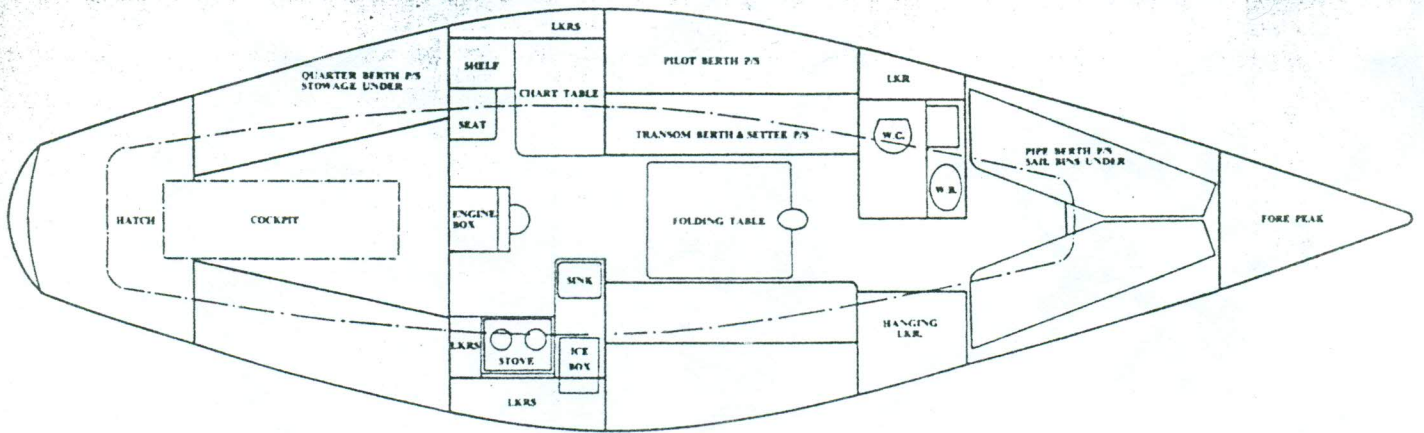 LKRS
QUARTER BERTH P/S
STOWAGE UNDER
SHELF
CHART TABLE
SEAT
PILOT BERTH P/S
TRANSOM BERTH & SETTER P/S
LKR
W.C.
W.B.
PIPE BERTH P/S
SAIL BINS UNDER
HATCH
COCKPIT
ENGINE
BOX
FOLDING TABLE
FORE PEAK
SINK
LKRS
STOVE
ICE
BOX
HANGING
LKR.
LKRS